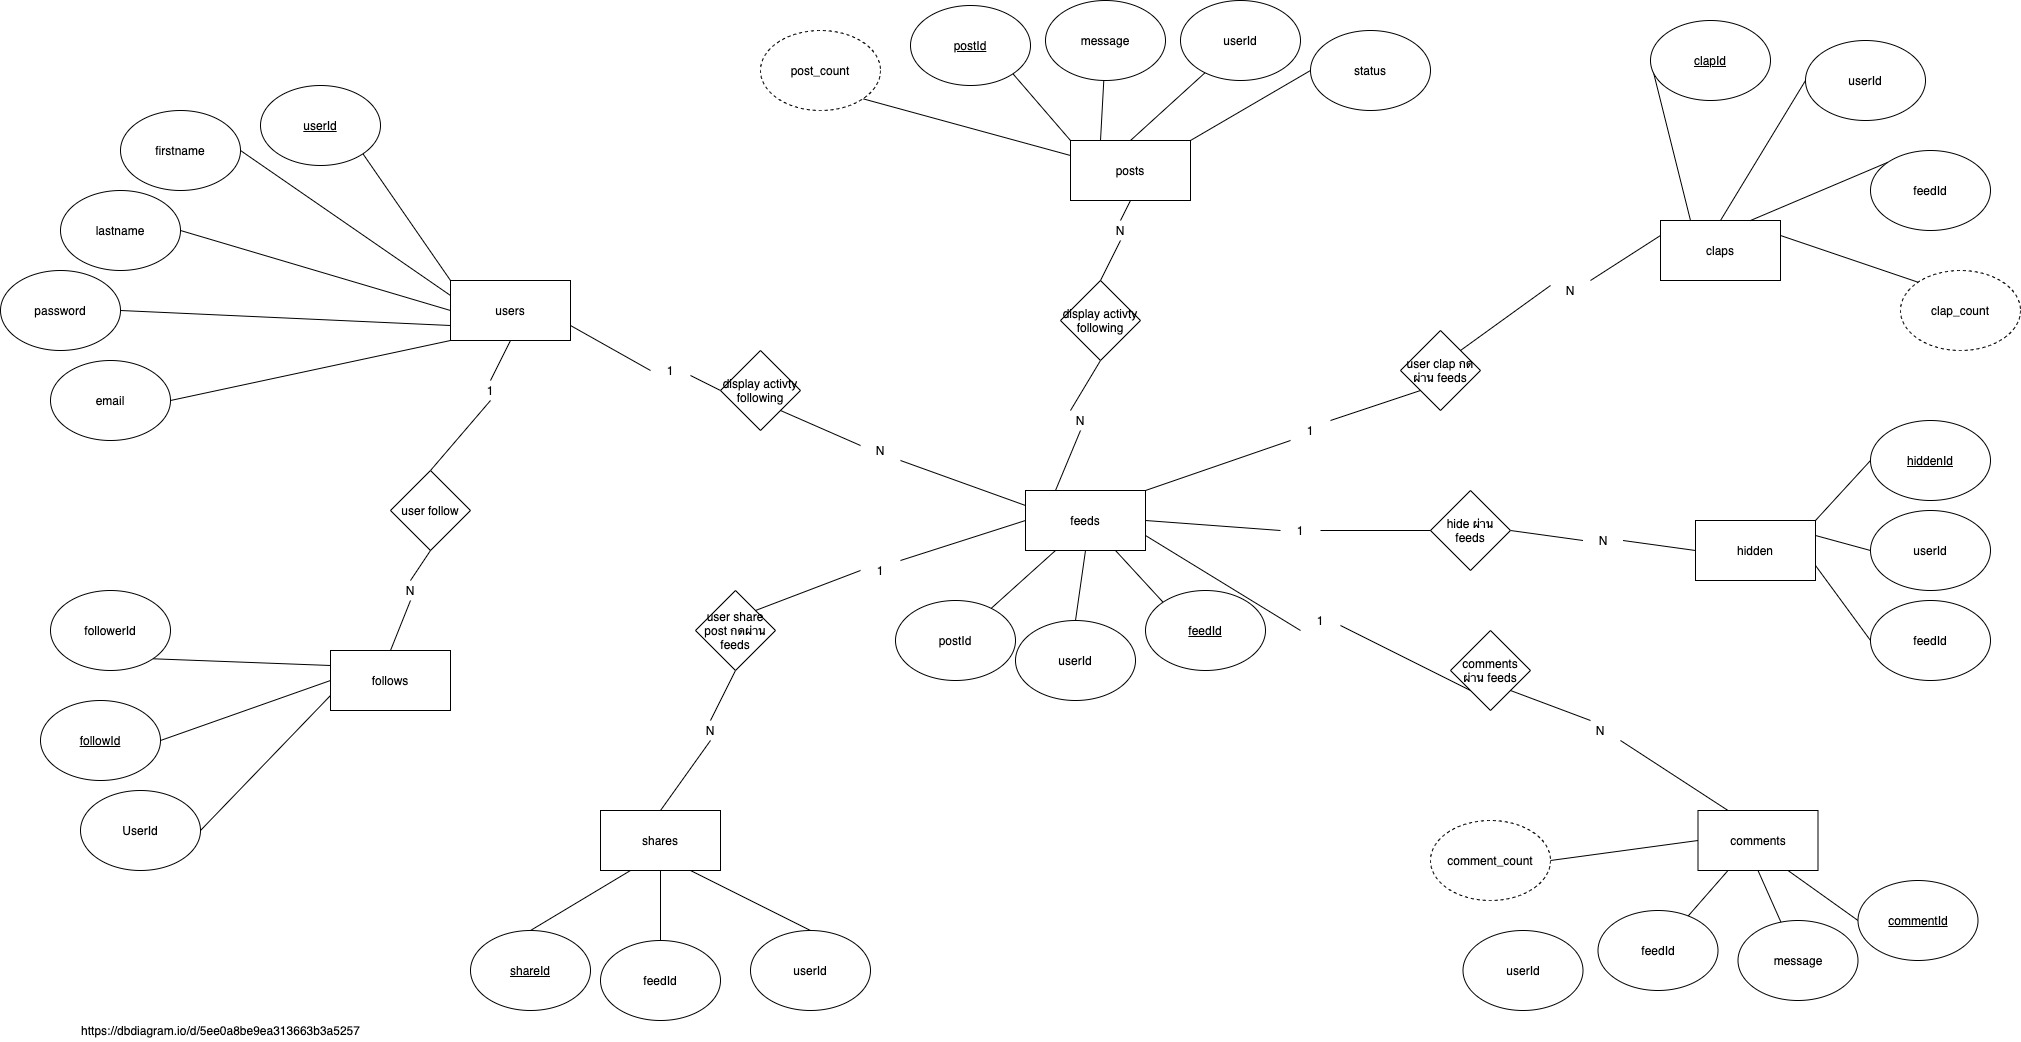 post_count
postId
message
userId
status
clapId
userId
feedId
clap_count
claps
userId
firstname
lastname
password
email
users
posts
N
display activty
following
N
1
display activty
following
N
N
user clap กด
ผ่าน feeds
1
1
user follow
N
followerId
followId
UserId
follows
feeds
postId
userId
feedId
1
hide ผ่าน
feeds
N
hidden
hiddenId
userId
feedId
1
user share
post กดผ่าน
feeds
N
shares
shareId
feedId
userId
1
comments
ผ่าน feeds
N
comments
comment_count
userId
feedId
message
commentId
https://dbdiagram.io/d/5ee0a8be9ea313663b3a5257